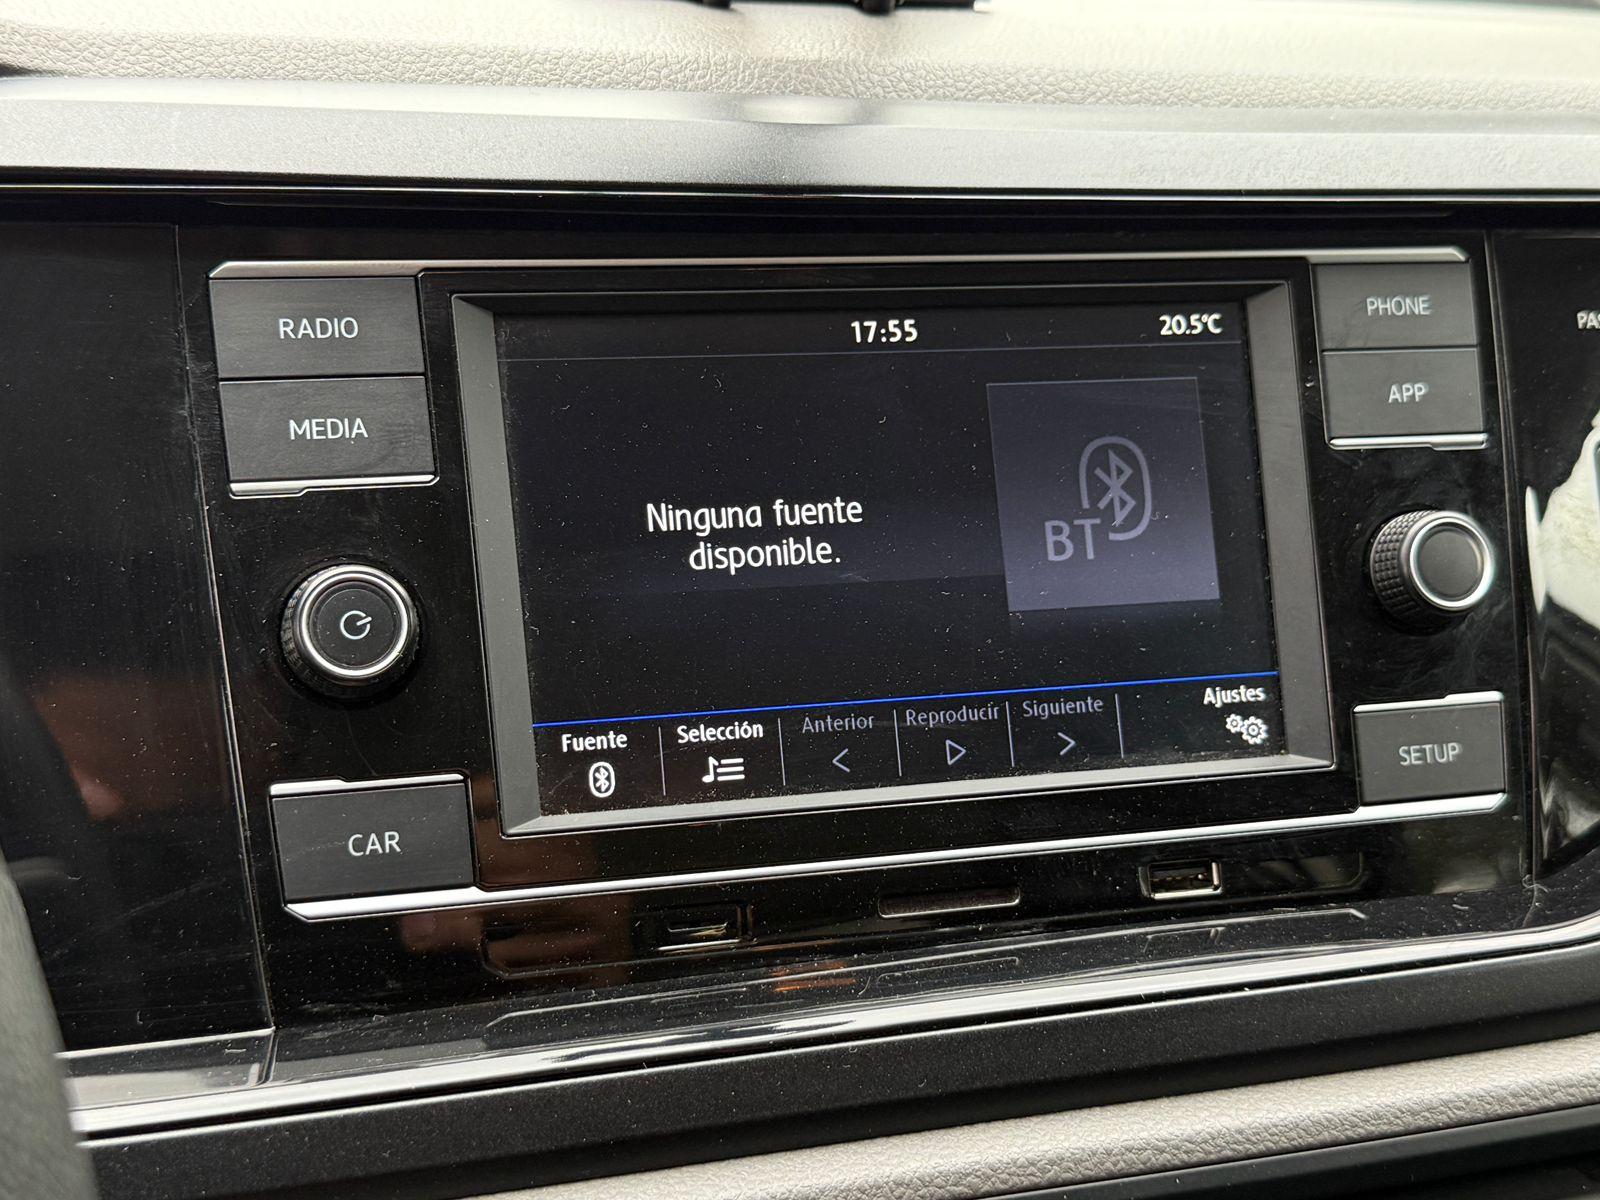 RADIO
MEDIA
CAR
17:55
20.5°C
Ninguna fuente
disponible.
BT
Fuente
Selección
Anterior
Reproducir
Siguiente
Ajustes
PHONE
APP
SETUP